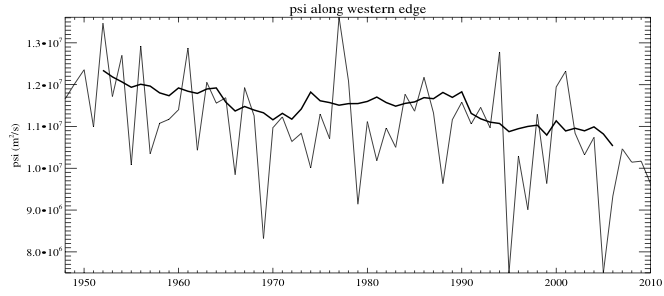 psi along western edge
psi (m²/s)
1.3•10⁷
1.2•10⁷
1.1•10⁷
1.0•10⁷
9.0•10⁶
8.0•10⁶
1950 1960 1970 1980 1990 2000 2010